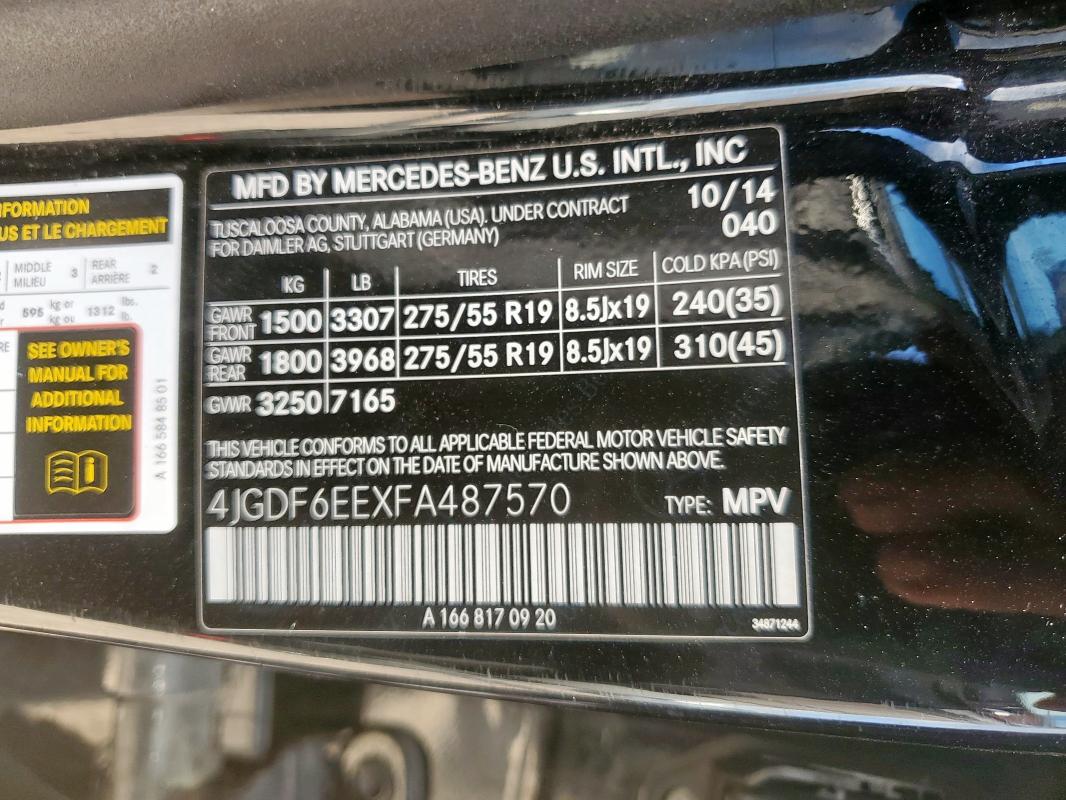 MFD BY MERCEDES-BENZ U.S. INTL., INC
TUSCALOOSA COUNTY, ALABAMA (USA). UNDER CONTRACT 10/14
FOR DAIMLER AG, STUTTGART (GERMANY) 040
KG LB TIRES RIM SIZE COLD KPA (PSI)
GAWR FRONT 1500 3307 275/55 R19 8.5Jx19 240(35)
GAWR REAR 1800 3968 275/55 R19 8.5Jx19 310(45)
GVWR 3250 7165
THIS VEHICLE CONFORMS TO ALL APPLICABLE FEDERAL MOTOR VEHICLE SAFETY
STANDARDS IN EFFECT ON THE DATE OF MANUFACTURE SHOWN ABOVE.
4JGDF6EEXFA487570 TYPE: MPV
A 166 817 09 20 34871244
NFORMATION
US ET LE CHARGEMENT
MIDDLE 3 REAR 2
MILIEU ARRIÈRE
595 kg or 1312 lbs.
kg ou lb.
SEE OWNER'S
MANUAL FOR
ADDITIONAL
INFORMATION
A 166 584 85 01